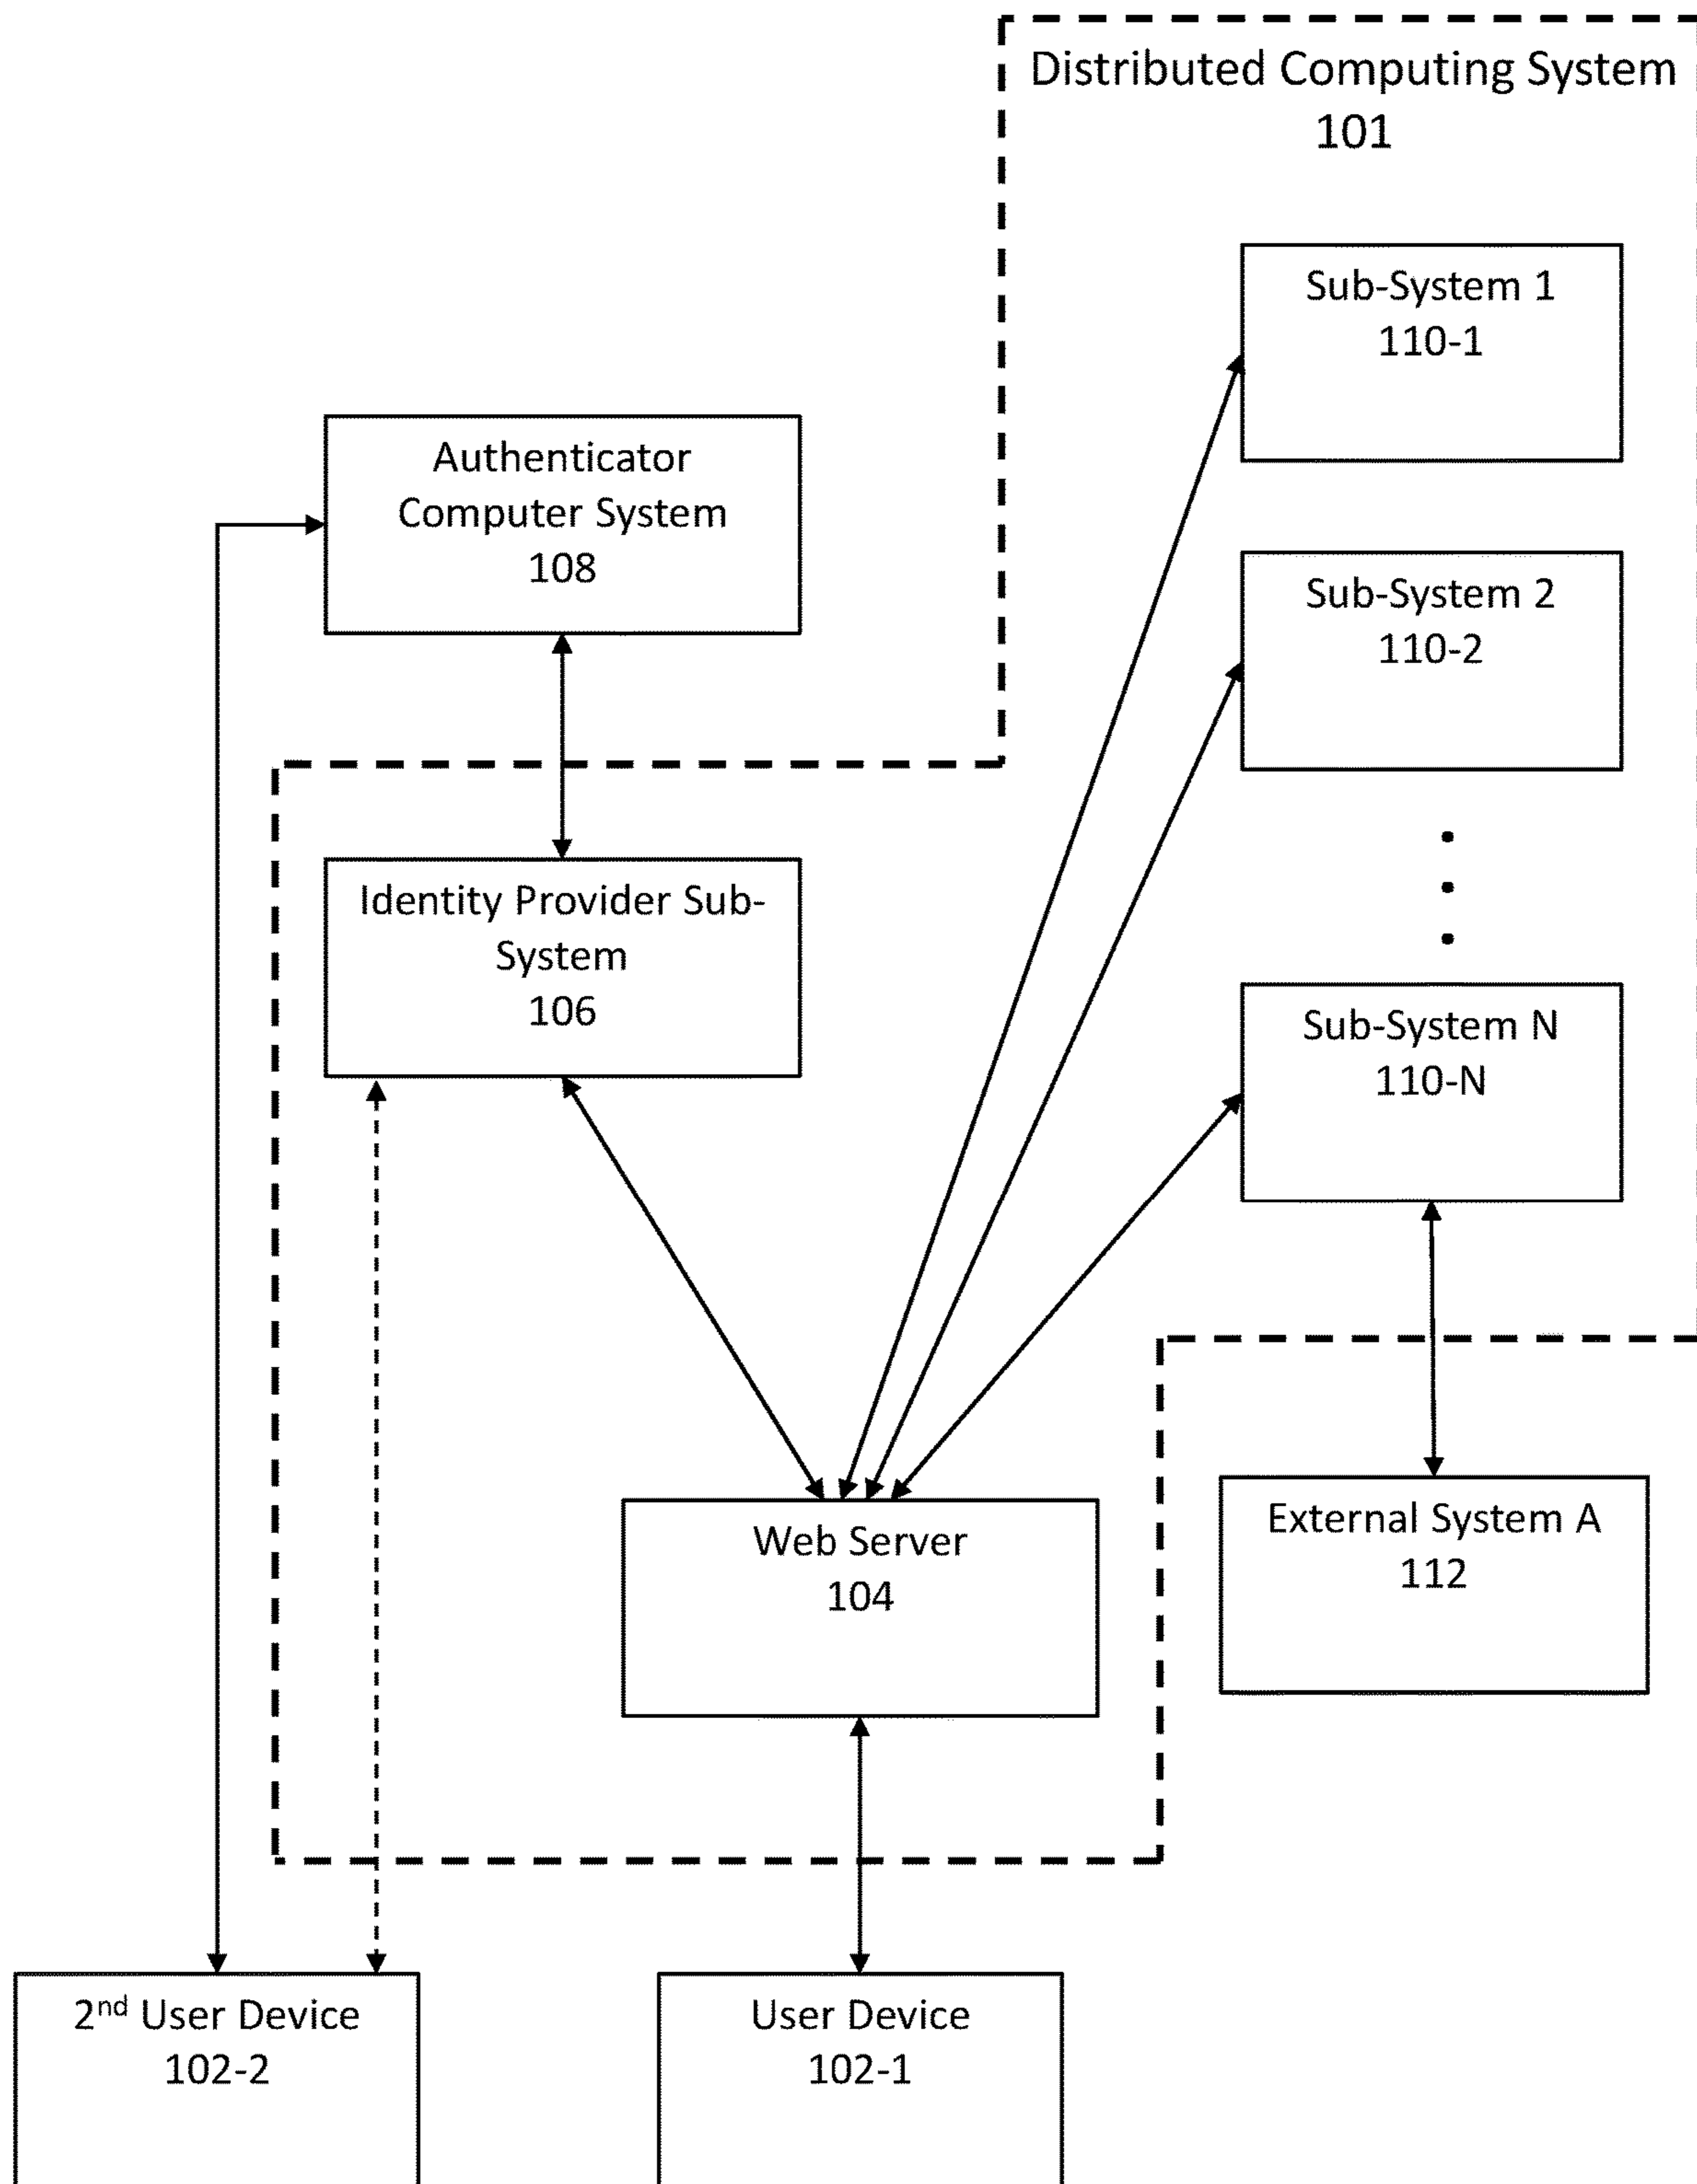 Distributed Computing System
101
Sub-System 1
110-1
Authenticator
Computer System
108
Sub-System 2
110-2
Identity Provider Sub-
System
106
Sub-System N
110-N
Web Server
104
External System A
112
2nd User Device
102-2
User Device
102-1